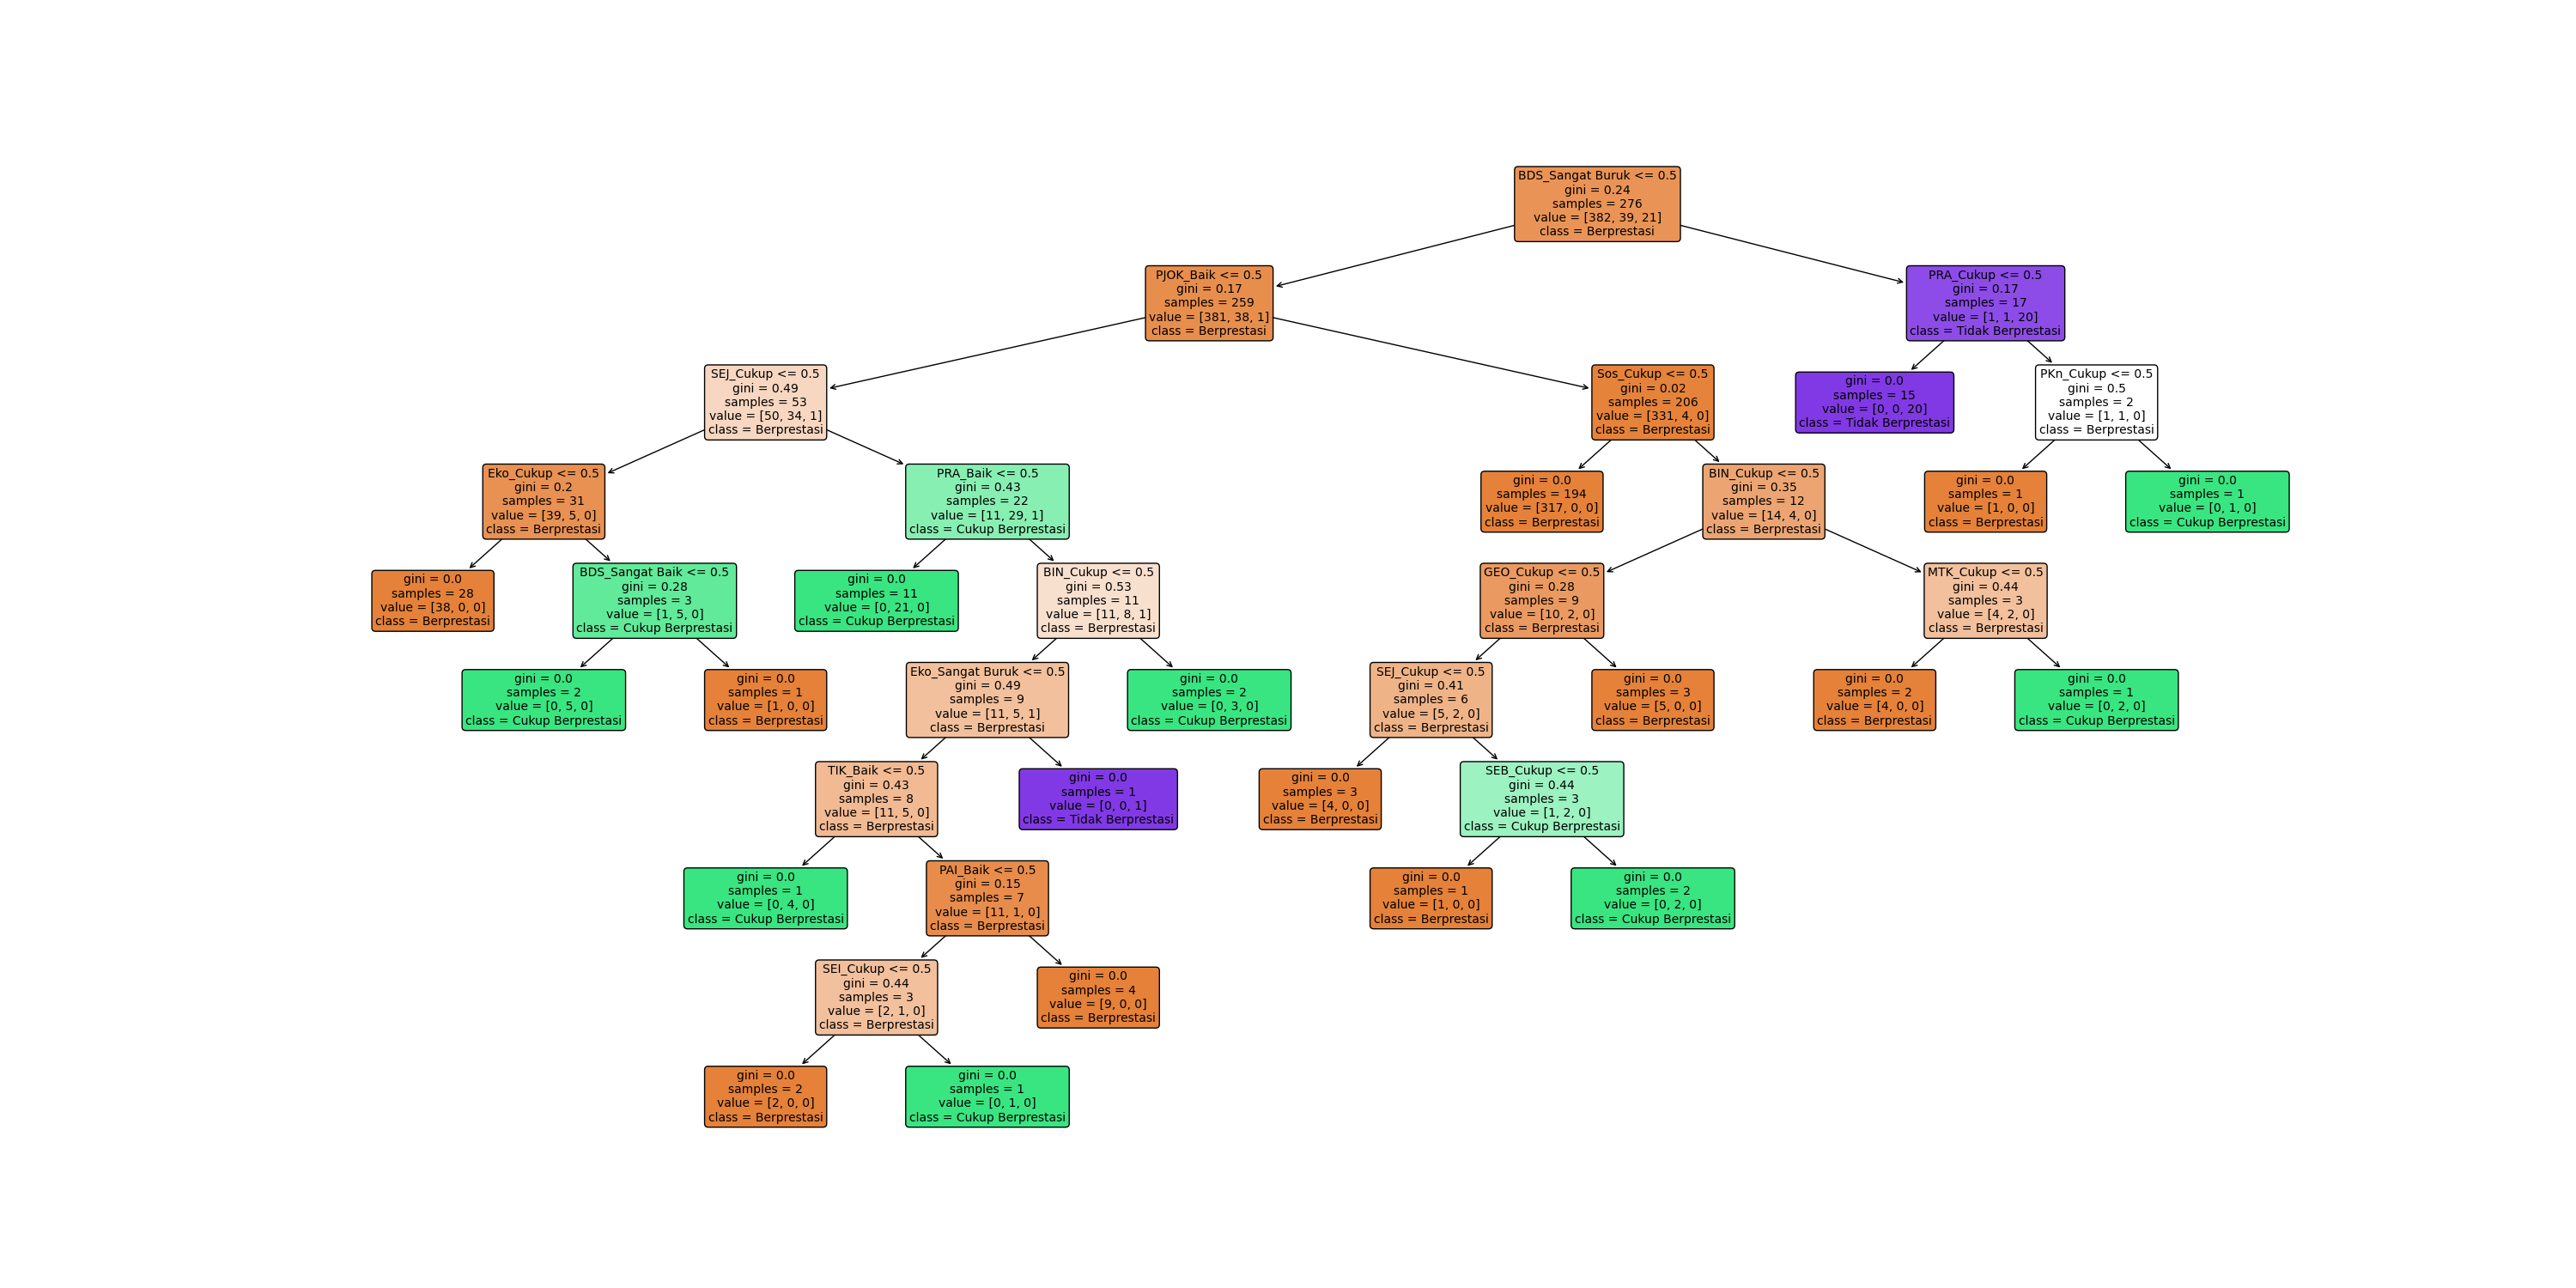 BDS_Sangat Buruk <= 0.5
gini = 0.24
samples = 276
value = [382, 39, 21]
class = Berprestasi
PJOK_Baik <= 0.5
gini = 0.17
samples = 259
value = [381, 38, 1]
class = Berprestasi
PRA_Cukup <= 0.5
gini = 0.17
samples = 17
value = [1, 1, 20]
class = Tidak Berprestasi
SEJ_Cukup <= 0.5
gini = 0.49
samples = 53
value = [50, 34, 1]
class = Berprestasi
Sos_Cukup <= 0.5
gini = 0.02
samples = 206
value = [331, 4, 0]
class = Berprestasi
gini = 0.0
samples = 15
value = [0, 0, 20]
class = Tidak Berprestasi
PKn_Cukup <= 0.5
gini = 0.5
samples = 2
value = [1, 1, 0]
class = Berprestasi
Eko_Cukup <= 0.5
gini = 0.2
samples = 31
value = [39, 5, 0]
class = Berprestasi
PRA_Baik <= 0.5
gini = 0.43
samples = 22
value = [11, 29, 1]
class = Cukup Berprestasi
gini = 0.0
samples = 194
value = [317, 0, 0]
class = Berprestasi
BIN_Cukup <= 0.5
gini = 0.35
samples = 12
value = [14, 4, 0]
class = Berprestasi
gini = 0.0
samples = 1
value = [1, 0, 0]
class = Berprestasi
gini = 0.0
samples = 1
value = [0, 1, 0]
class = Cukup Berprestasi
gini = 0.0
samples = 28
value = [38, 0, 0]
class = Berprestasi
BDS_Sangat Baik <= 0.5
gini = 0.28
samples = 3
value = [1, 5, 0]
class = Cukup Berprestasi
gini = 0.0
samples = 11
value = [0, 21, 0]
class = Cukup Berprestasi
BIN_Cukup <= 0.5
gini = 0.53
samples = 11
value = [11, 8, 1]
class = Berprestasi
GEO_Cukup <= 0.5
gini = 0.28
samples = 9
value = [10, 2, 0]
class = Berprestasi
MTK_Cukup <= 0.5
gini = 0.44
samples = 3
value = [4, 2, 0]
class = Berprestasi
gini = 0.0
samples = 2
value = [0, 5, 0]
class = Cukup Berprestasi
gini = 0.0
samples = 1
value = [1, 0, 0]
class = Berprestasi
Eko_Sangat Buruk <= 0.5
gini = 0.49
samples = 9
value = [11, 5, 1]
class = Berprestasi
gini = 0.0
samples = 2
value = [0, 3, 0]
class = Cukup Berprestasi
SEJ_Cukup <= 0.5
gini = 0.41
samples = 6
value = [5, 2, 0]
class = Berprestasi
gini = 0.0
samples = 3
value = [5, 0, 0]
class = Berprestasi
gini = 0.0
samples = 2
value = [4, 0, 0]
class = Berprestasi
gini = 0.0
samples = 1
value = [0, 2, 0]
class = Cukup Berprestasi
TIK_Baik <= 0.5
gini = 0.43
samples = 8
value = [11, 5, 0]
class = Berprestasi
gini = 0.0
samples = 1
value = [0, 0, 1]
class = Tidak Berprestasi
gini = 0.0
samples = 3
value = [4, 0, 0]
class = Berprestasi
SEB_Cukup <= 0.5
gini = 0.44
samples = 3
value = [1, 2, 0]
class = Cukup Berprestasi
gini = 0.0
samples = 1
value = [0, 4, 0]
class = Cukup Berprestasi
PAI_Baik <= 0.5
gini = 0.15
samples = 7
value = [11, 1, 0]
class = Berprestasi
gini = 0.0
samples = 1
value = [1, 0, 0]
class = Berprestasi
gini = 0.0
samples = 2
value = [0, 2, 0]
class = Cukup Berprestasi
SEI_Cukup <= 0.5
gini = 0.44
samples = 3
value = [2, 1, 0]
class = Berprestasi
gini = 0.0
samples = 4
value = [9, 0, 0]
class = Berprestasi
gini = 0.0
samples = 2
value = [2, 0, 0]
class = Berprestasi
gini = 0.0
samples = 1
value = [0, 1, 0]
class = Cukup Berprestasi